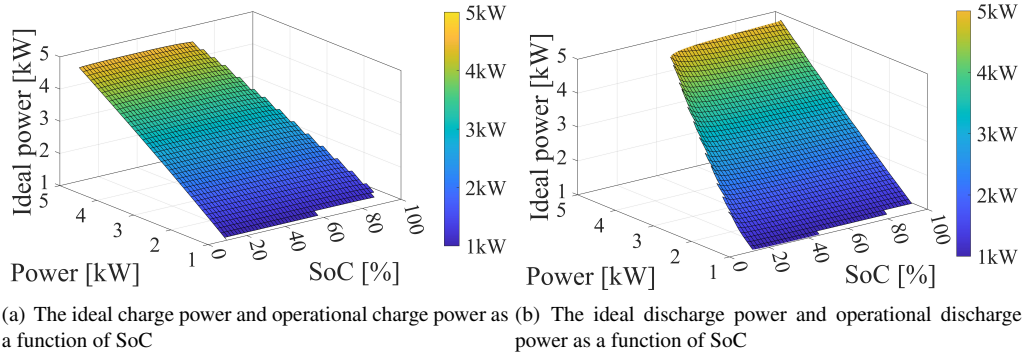 Ideal power [kW]
5
4
3
2
1
5
4
3
2
1
Power [kW]
0
20
40
60
80
100
SoC [%]
5kW
4kW
3kW
2kW
1kW
Ideal power [kW]
5
4
3
2
1
5
4
3
2
1
Power [kW]
0
20
40
60
80
100
SoC [%]
5kW
4kW
3kW
2kW
1kW
(a) The ideal charge power and operational charge power as
a function of SoC
(b) The ideal discharge power and operational discharge
power as a function of SoC